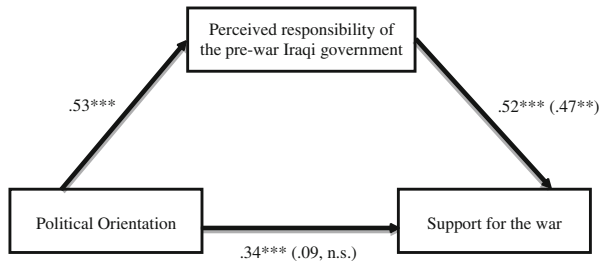 Perceived responsibility of
the pre-war Iraqi government
.53***
.52*** (.47**)
Political Orientation
Support for the war
.34*** (.09, n.s.)